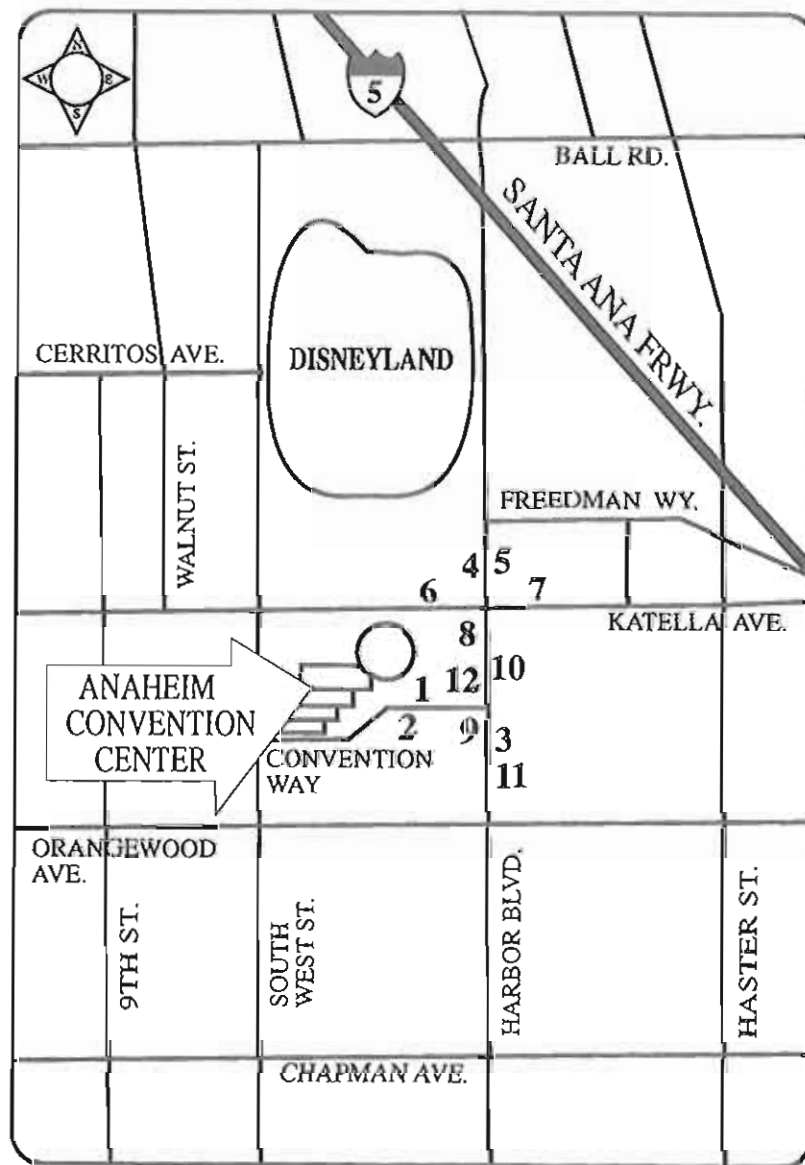 N
W E
S
5
BALL RD.
SANTA ANA FRWY.
DISNEYLAND
CERRITOS AVE.
WALNUT ST.
FREEDMAN WY.
4 5
6 7
KATELLA AVE.
8
ANAHEIM
CONVENTION
CENTER
1 12 10
2 9 3
CONVENTION
WAY
11
ORANGEWOOD
AVE.
9TH ST.
SOUTH
WEST ST.
HARBOR BLVD.
HASTER ST.
CHAPMAN AVE.